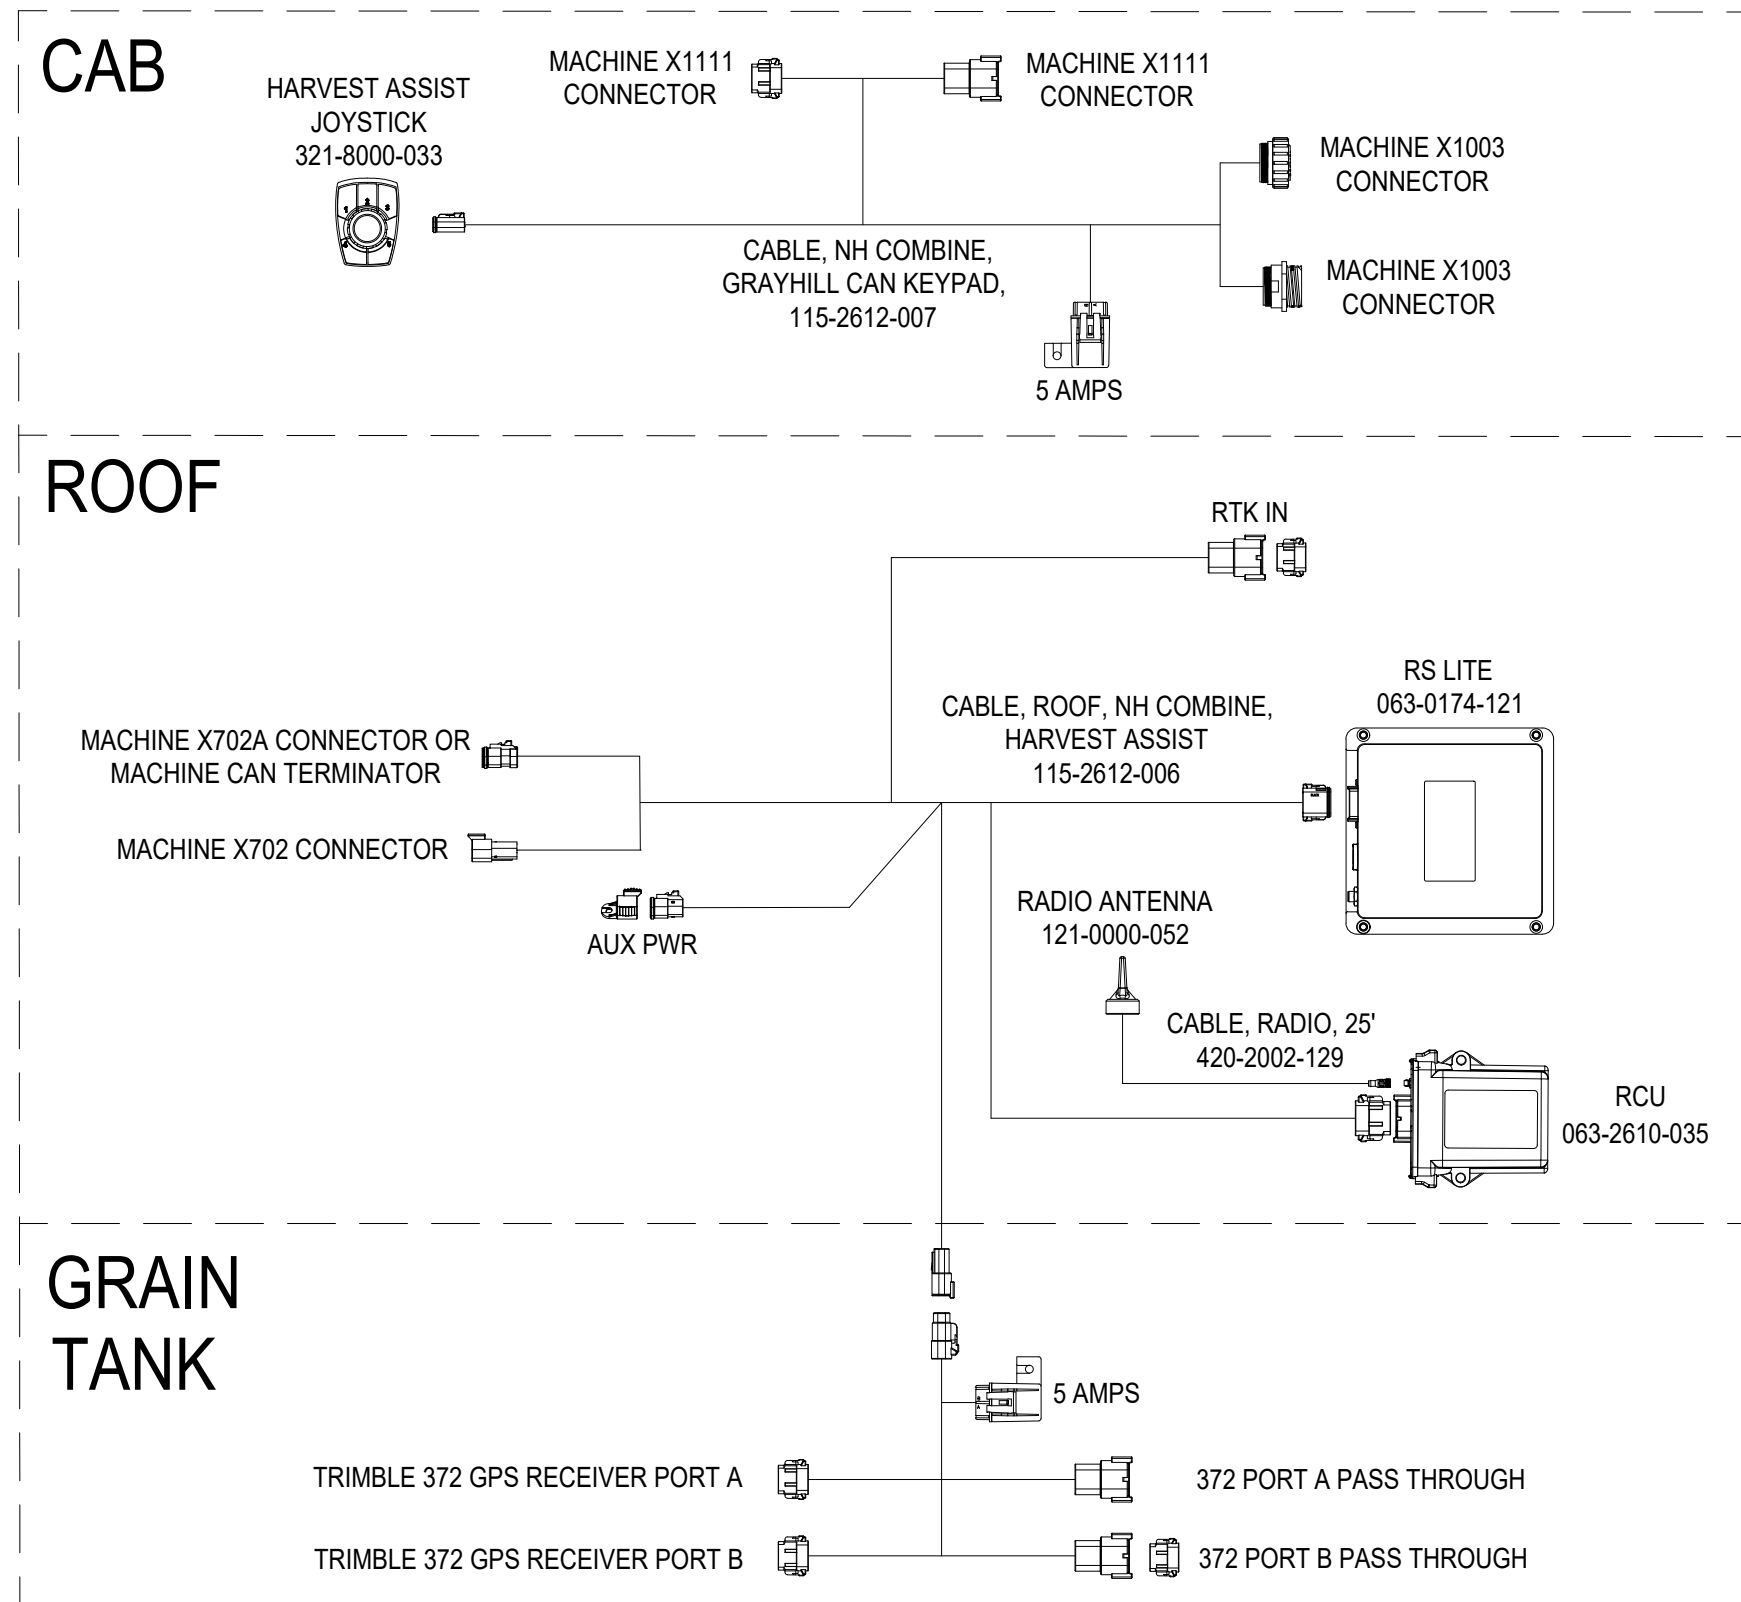 CAB
HARVEST ASSIST
JOYSTICK
321-8000-033
MACHINE X1111
CONNECTOR
MACHINE X1111
CONNECTOR
MACHINE X1003
CONNECTOR
MACHINE X1003
CONNECTOR
CABLE, NH COMBINE,
GRAYHILL CAN KEYPAD,
115-2612-007
5 AMPS
ROOF
RTK IN
RS LITE
063-0174-121
CABLE, ROOF, NH COMBINE,
HARVEST ASSIST
115-2612-006
MACHINE X702A CONNECTOR OR
MACHINE CAN TERMINATOR
MACHINE X702 CONNECTOR
AUX PWR
RADIO ANTENNA
121-0000-052
CABLE, RADIO, 25'
420-2002-129
RCU
063-2610-035
GRAIN
TANK
5 AMPS
TRIMBLE 372 GPS RECEIVER PORT A
372 PORT A PASS THROUGH
TRIMBLE 372 GPS RECEIVER PORT B
372 PORT B PASS THROUGH